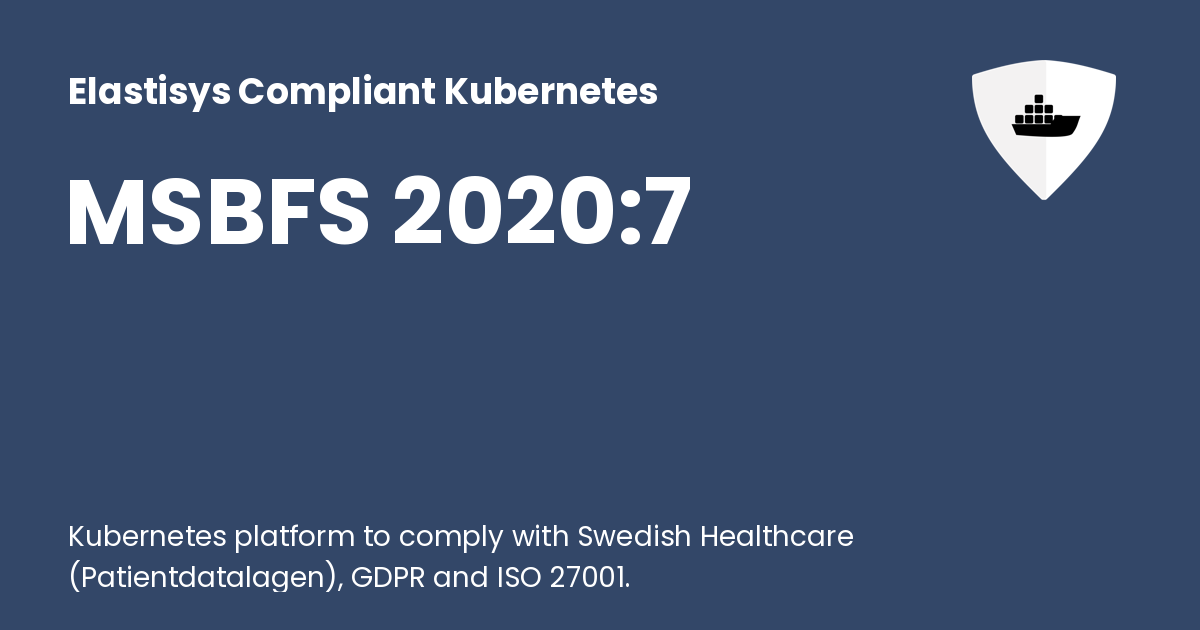 Elastisys Compliant Kubernetes
MSBFS 2020:7
Kubernetes platform to comply with Swedish Healthcare
(Patientdatalagen), GDPR and ISO 27001.